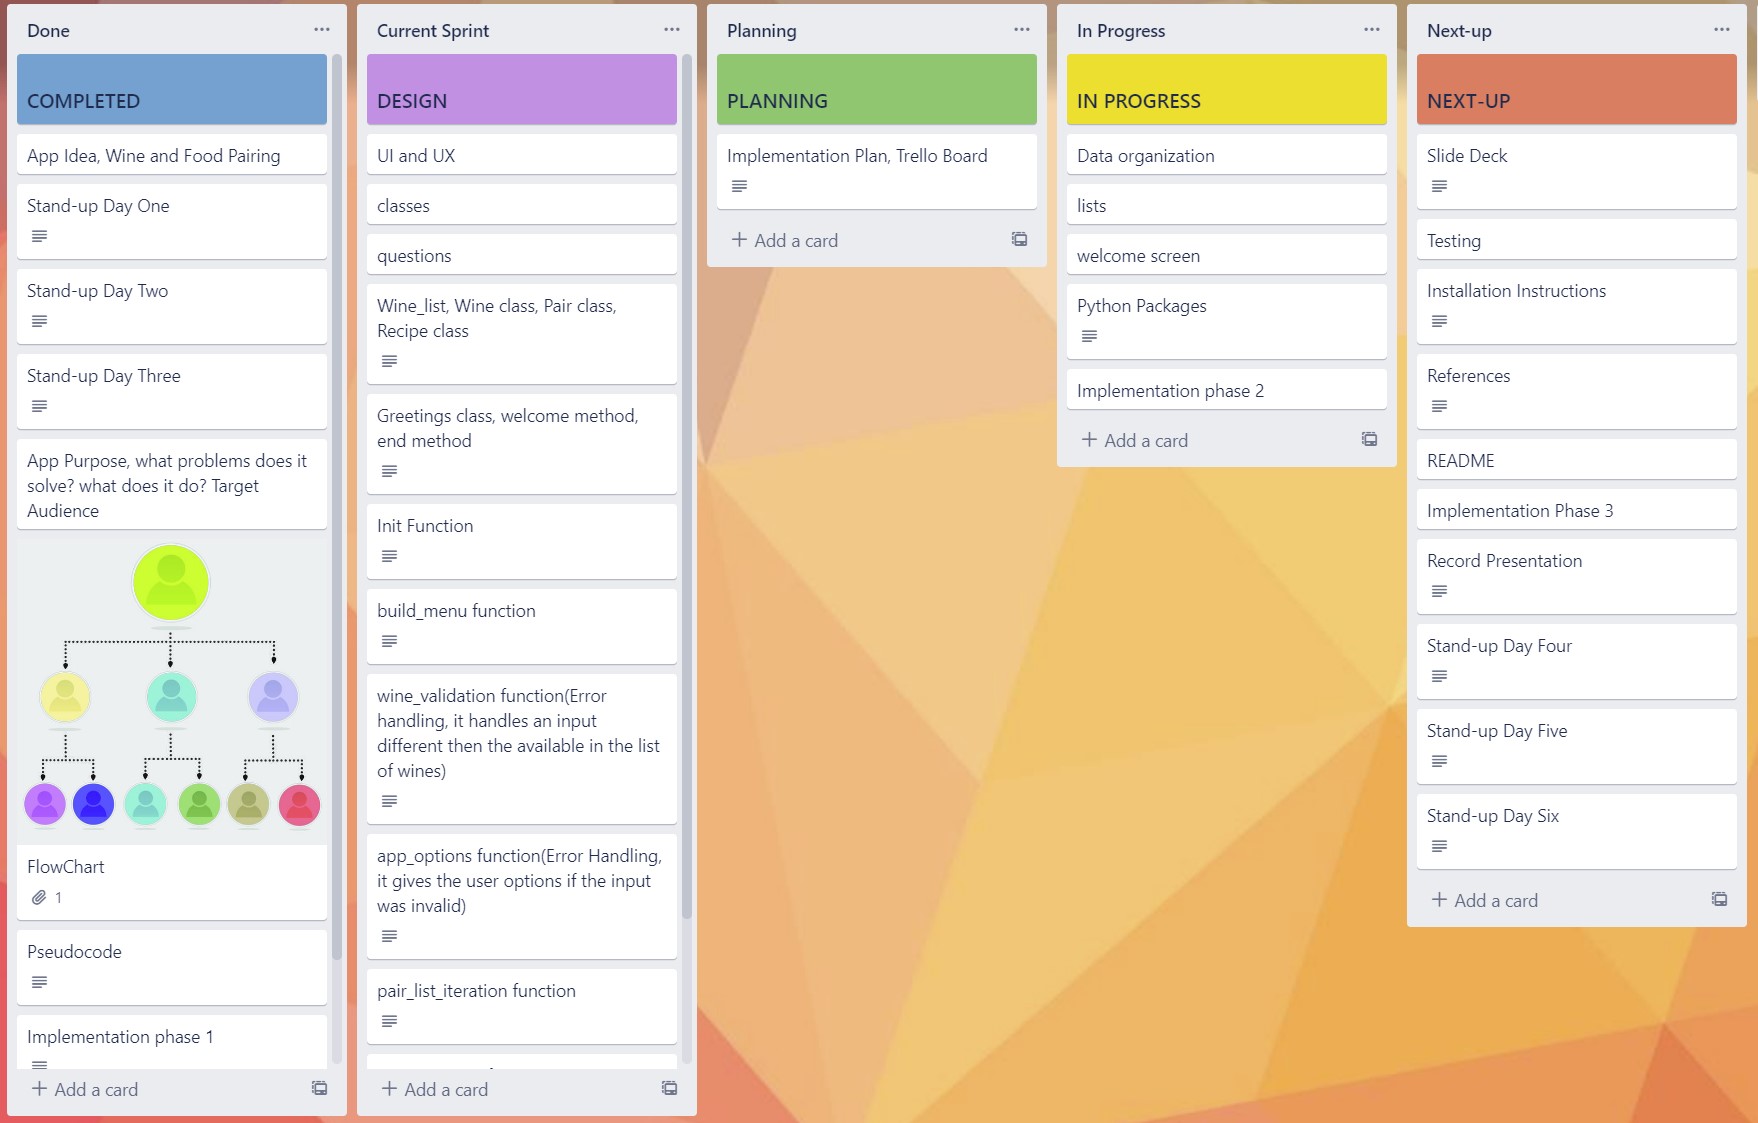 Done
COMPLETED
App Idea, Wine and Food Pairing
Stand-up Day One
Stand-up Day Two
Stand-up Day Three
App Purpose, what problems does it
solve? what does it do? Target
Audience
FlowChart
1
Pseudocode
Implementation phase 1
+ Add a card
Current Sprint
DESIGN
UI and UX
classes
questions
Wine_list, Wine class, Pair class,
Recipe class
Greetings class, welcome method,
end method
Init Function
build_menu function
wine_validation function(Error
handling, it handles an input
different then the available in the list
of wines)
app_options function(Error Handling,
it gives the user options if the input
was invalid)
pair_list_iteration function
+ Add a card
Planning
PLANNING
Implementation Plan, Trello Board
+ Add a card
In Progress
IN PROGRESS
Data organization
lists
welcome screen
Python Packages
Implementation phase 2
+ Add a card
Next-up
NEXT-UP
Slide Deck
Testing
Installation Instructions
References
README
Implementation Phase 3
Record Presentation
Stand-up Day Four
Stand-up Day Five
Stand-up Day Six
+ Add a card